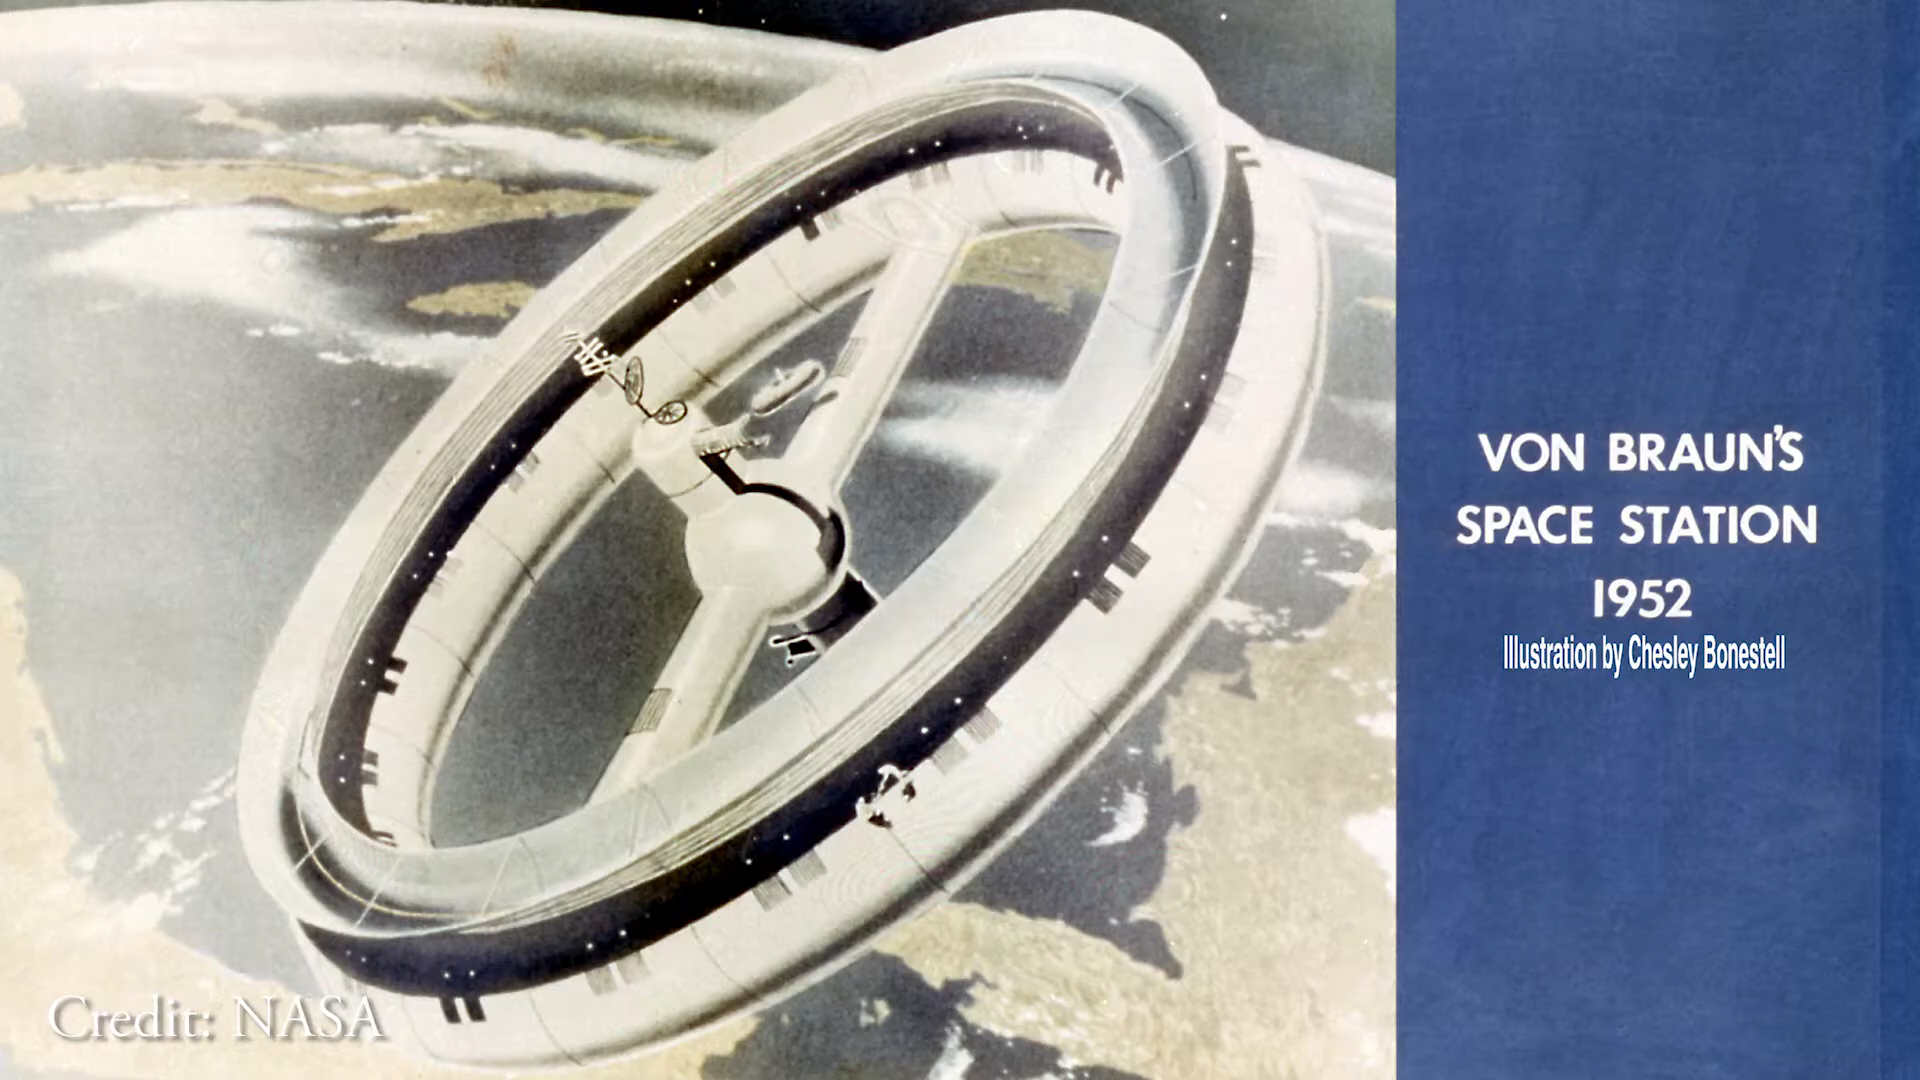 VON BRAUN'S
SPACE STATION
1952
Illustration by Chesley Bonestell
Credit: NASA